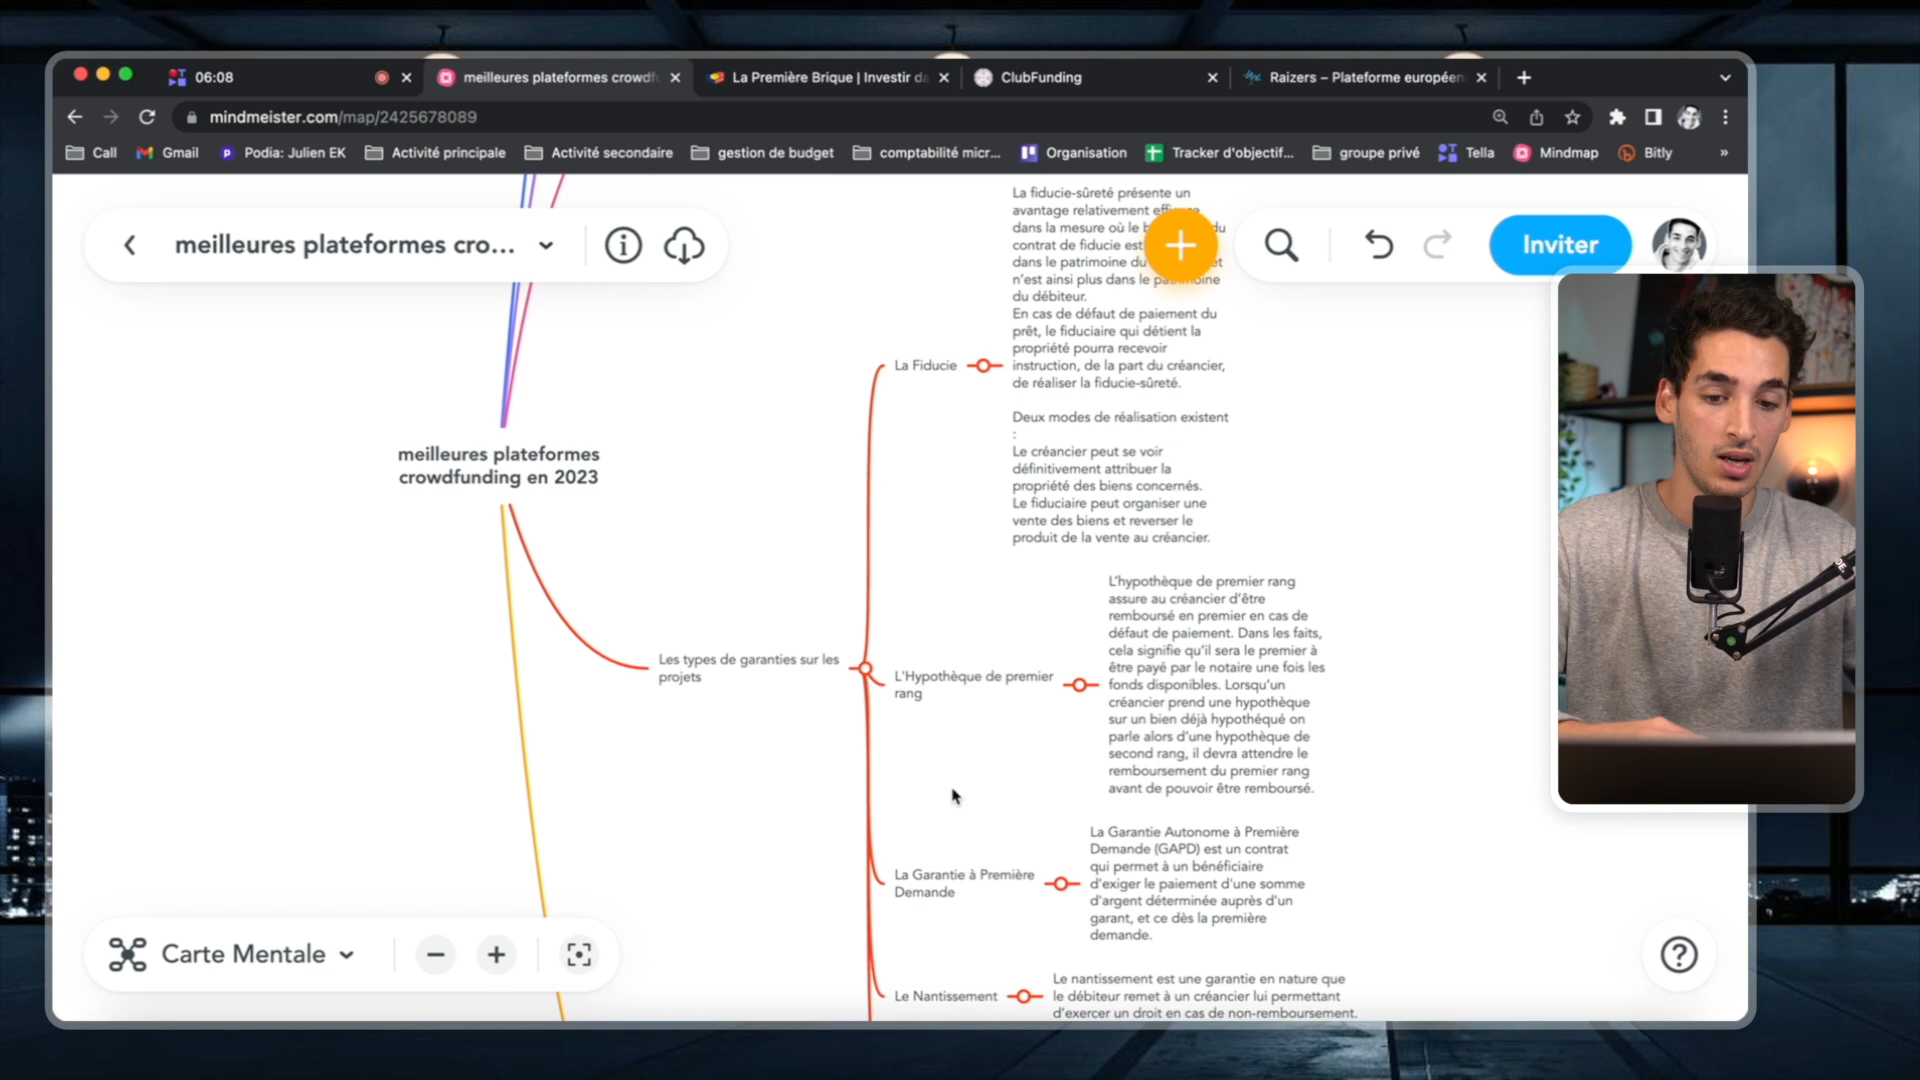 06:08
meilleures plateformes crowdf
La Première Brique | Investir da
ClubFunding
Raizers – Plateforme européen
mindmeister.com/map/2425678089
Call
Gmail
Podia: Julien EK
Activité principale
Activité secondaire
gestion de budget
comptabilité micr...
Organisation
Tracker d'objectif...
groupe privé
Tella
Mindmap
Bitly
»
meilleures plateformes cro...
Inviter
La fiducie-sûreté présente un
avantage relativement
dans la mesure où le
contrat de fiducie est
dans le patrimoine du
n'est ainsi plus dans le patrimoine
du débiteur.
En cas de défaut de paiement du
prêt, le fiduciaire qui détient la
propriété pourra recevoir
instruction, de la part du créancier,
de réaliser la fiducie-sûreté.
Deux modes de réalisation existent
:
Le créancier peut se voir
définitivement attribuer la
propriété des biens concernés.
Le fiduciaire peut organiser une
vente des biens et reverser le
produit de la vente au créancier.
La Fiducie
meilleures plateformes
crowdfunding en 2023
Les types de garanties sur les
projets
L'Hypothèque de premier
rang
L'hypothèque de premier rang
assure au créancier d'être
remboursé en premier en cas de
défaut de paiement. Dans les faits,
cela signifie qu'il sera le premier à
être payé par le notaire une fois les
fonds disponibles. Lorsqu'un
créancier prend une hypothèque
sur un bien déjà hypothéqué on
parle alors d'une hypothèque de
second rang, il devra attendre le
remboursement du premier rang
avant de pouvoir être remboursé.
La Garantie à Première
Demande
La Garantie Autonome à Première
Demande (GAPD) est un contrat
qui permet à un bénéficiaire
d'exiger le paiement d'une somme
d'argent déterminée auprès d'un
garant, et ce dès la première
demande.
Le Nantissement
Le nantissement est une garantie en nature que
le débiteur remet à un créancier lui permettant
d'exercer un droit en cas de non-remboursement.
Carte Mentale